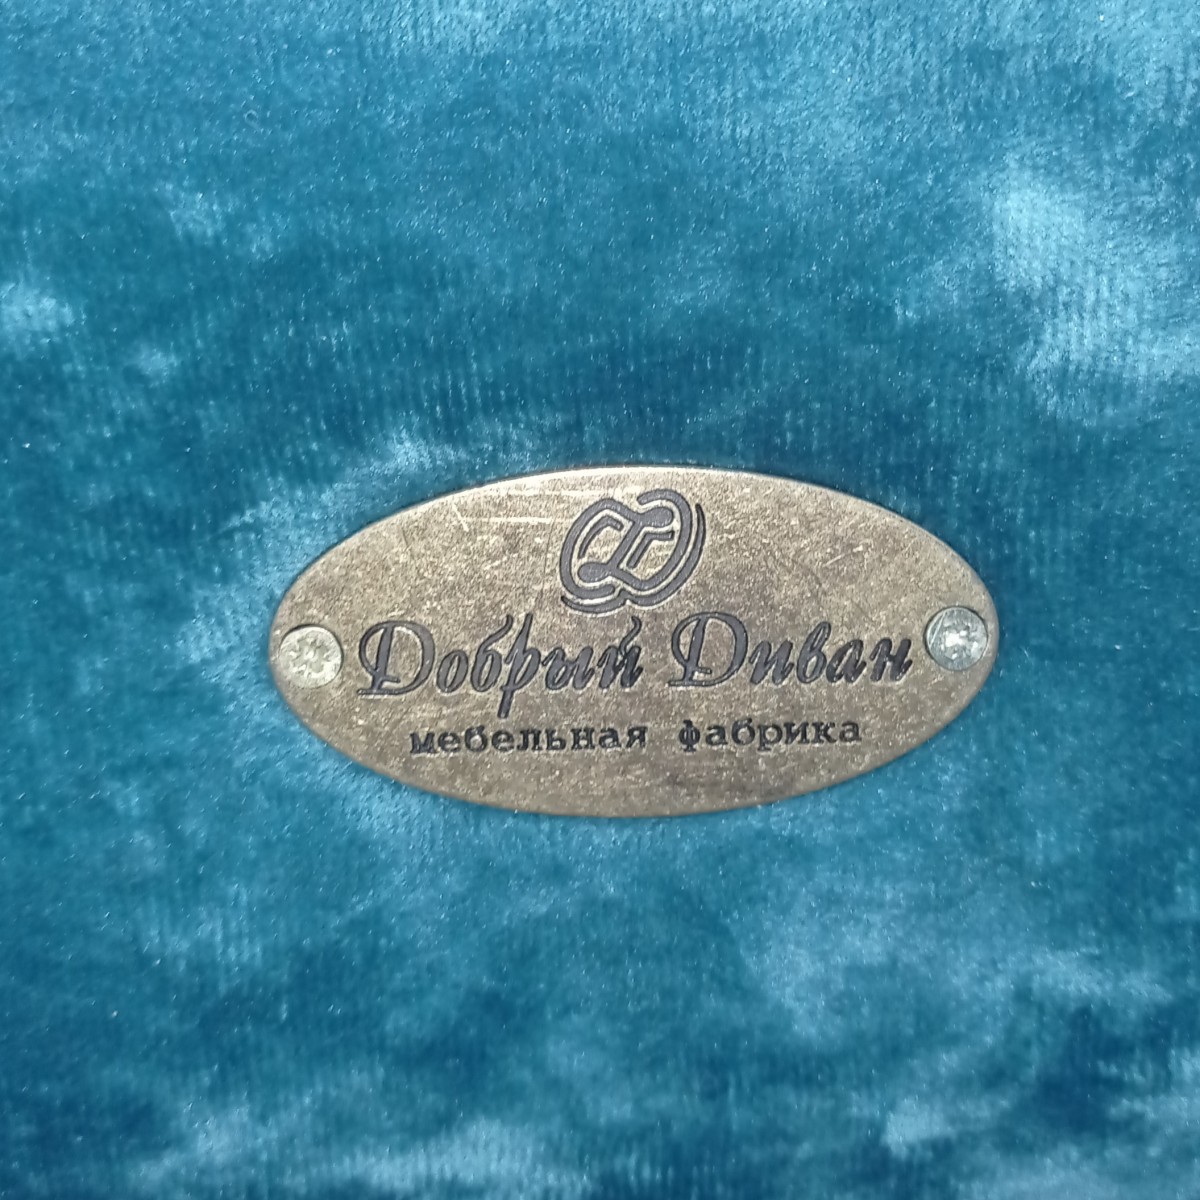 Добрый Диван
мебельная фабрика